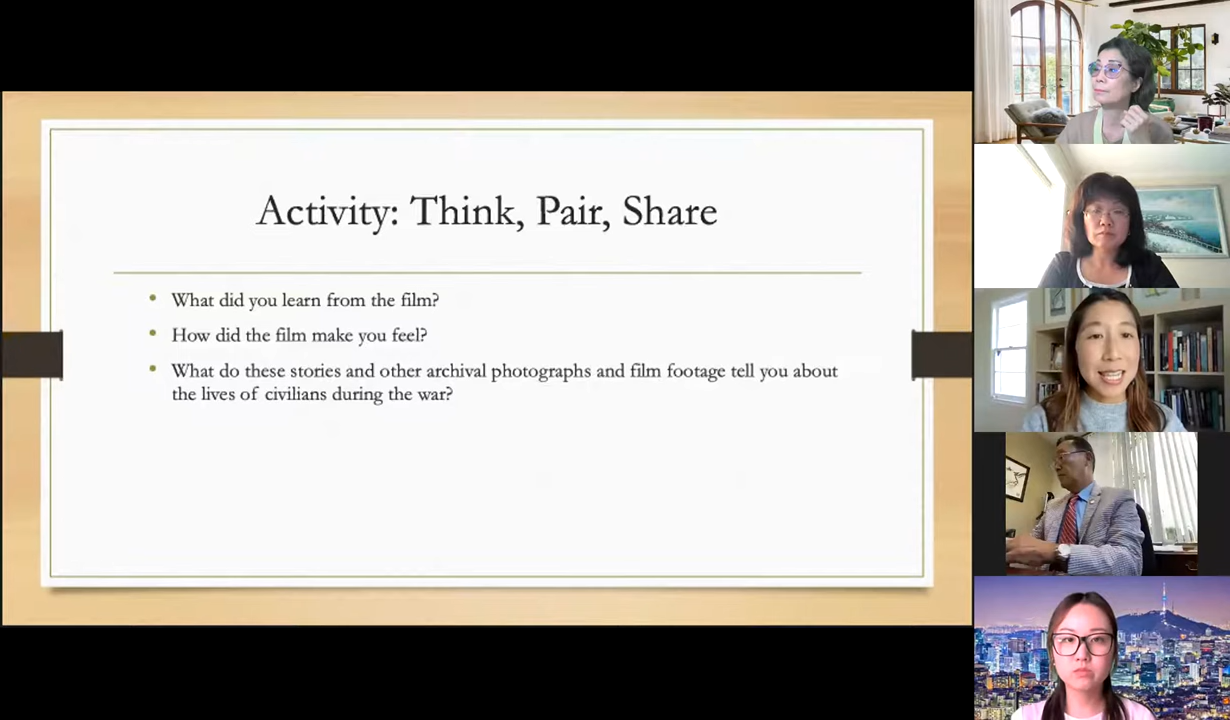 Activity: Think, Pair, Share
What did you learn from the film?
How did the film make you feel?
What do these stories and other archival photographs and film footage tell you about
the lives of civilians during the war?